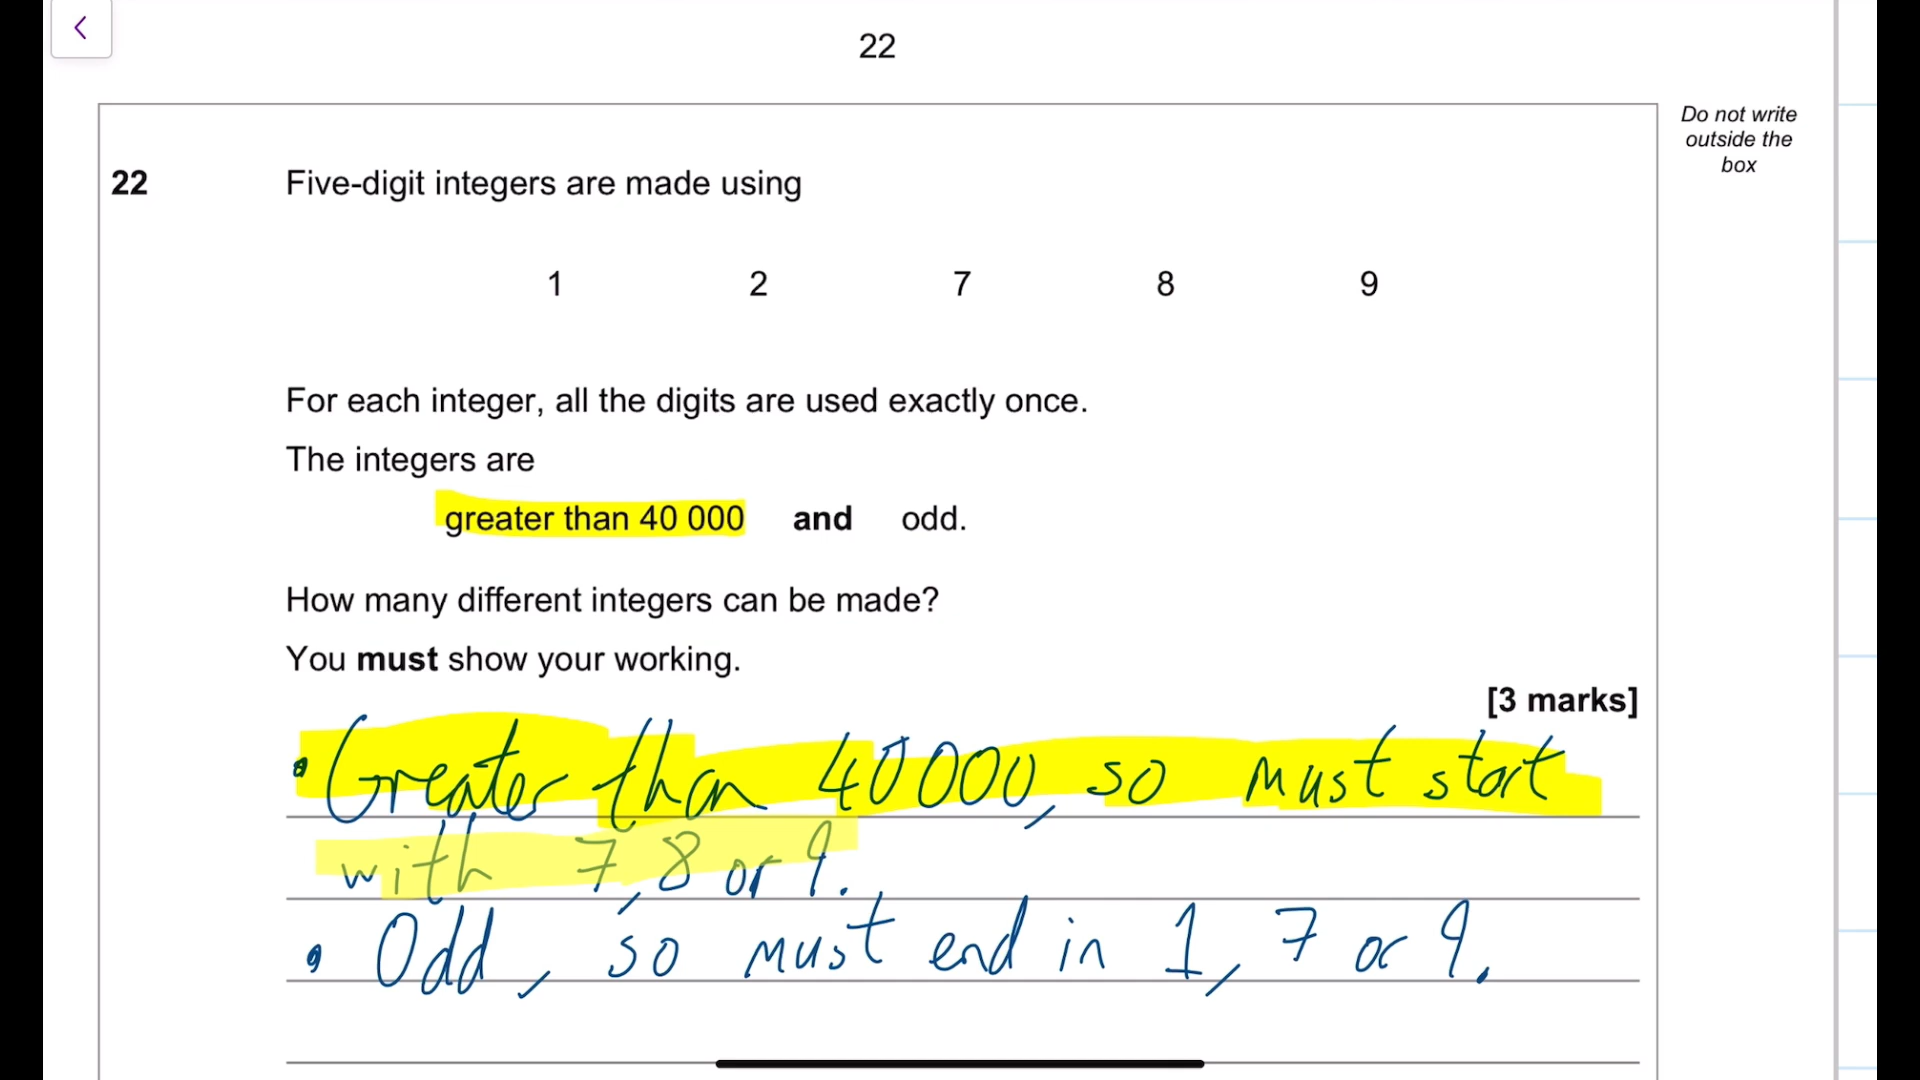 22
Do not write
outside the
box
22 Five-digit integers are made using
1 2 7 8 9
For each integer, all the digits are used exactly once.
The integers are
greater than 40 000 and odd.
How many different integers can be made?
You must show your working.
[3 marks]
• Greater than 40000, so must start
with 7, 8 or 9.
• Odd, so must end in 1, 7 or 9.